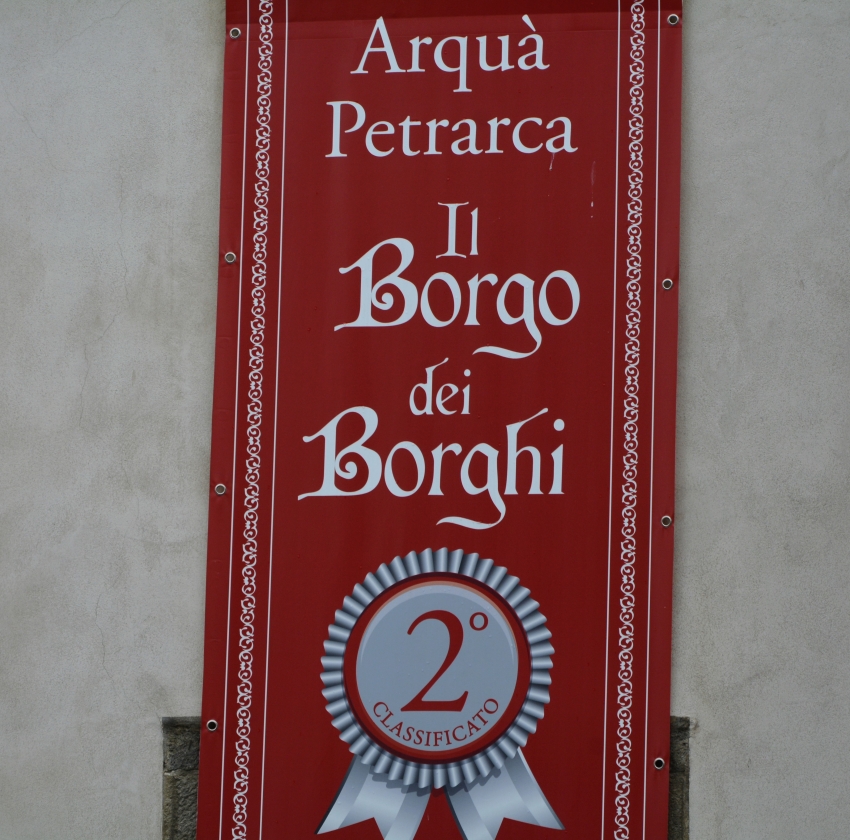 Arquà
Petrarca
Il
Borgo
dei
Borghi
2°
CLASSIFICATO